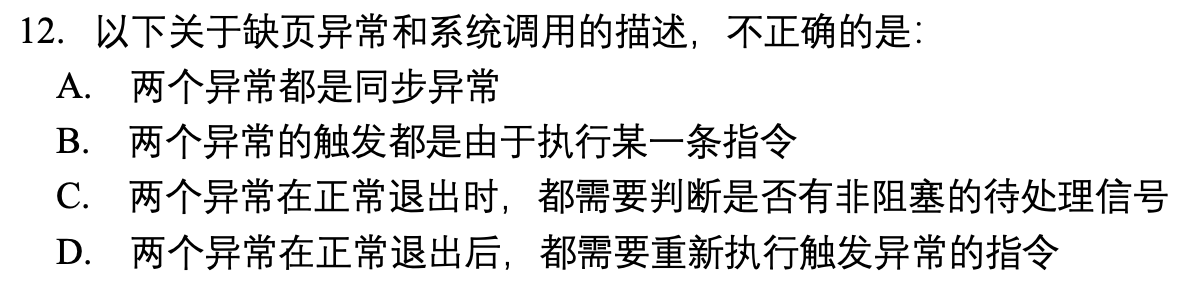 12. 以下关于缺页异常和系统调用的描述，不正确的是：
A. 两个异常都是同步异常
B. 两个异常的触发都是由于执行某一条指令
C. 两个异常在正常退出时，都需要判断是否有非阻塞的待处理信号
D. 两个异常在正常退出后，都需要重新执行触发异常的指令